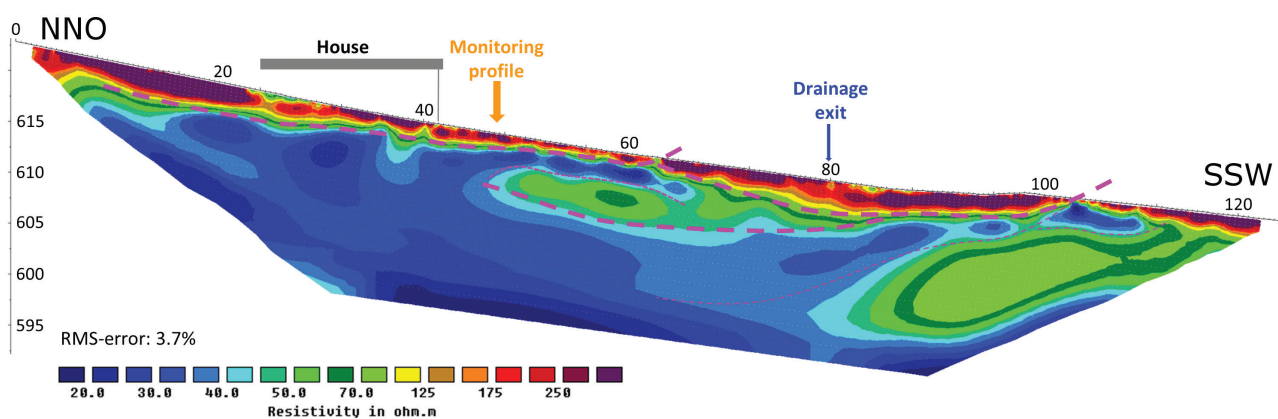 0
NNO
House
Monitoring
profile
20
40
Drainage
exit
60
80
SSW
100
120
615
610
605
600
595
RMS-error: 3.7%
20.0 30.0 40.0 50.0 70.0 125 175 250
Resistivity in ohm.m